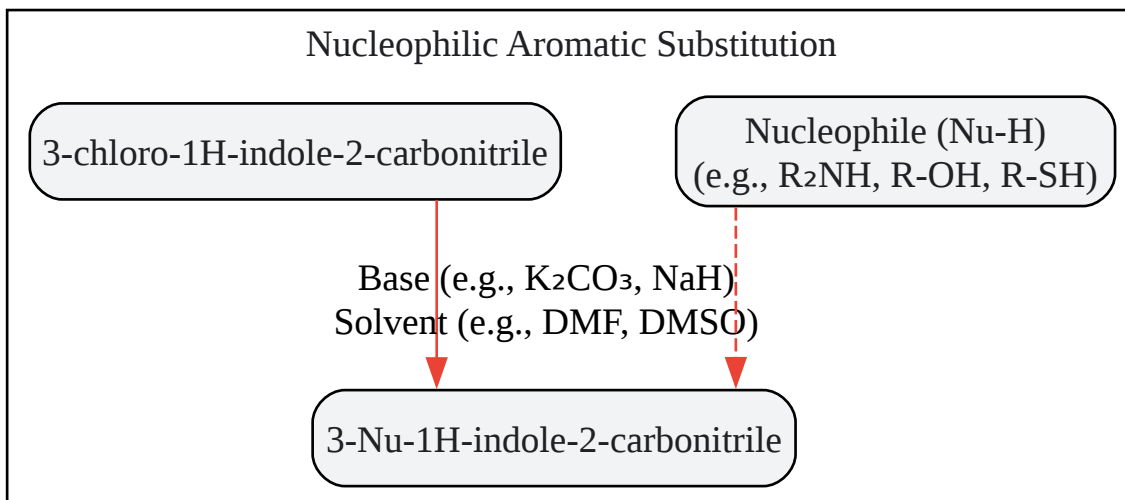 Nucleophilic Aromatic Substitution
3-chloro-1H-indole-2-carbonitrile
Nucleophile (Nu-H)
(e.g., R₂NH, R-OH, R-SH)
Base (e.g., K₂CO₃, NaH)
Solvent (e.g., DMF, DMSO)
3-Nu-1H-indole-2-carbonitrile